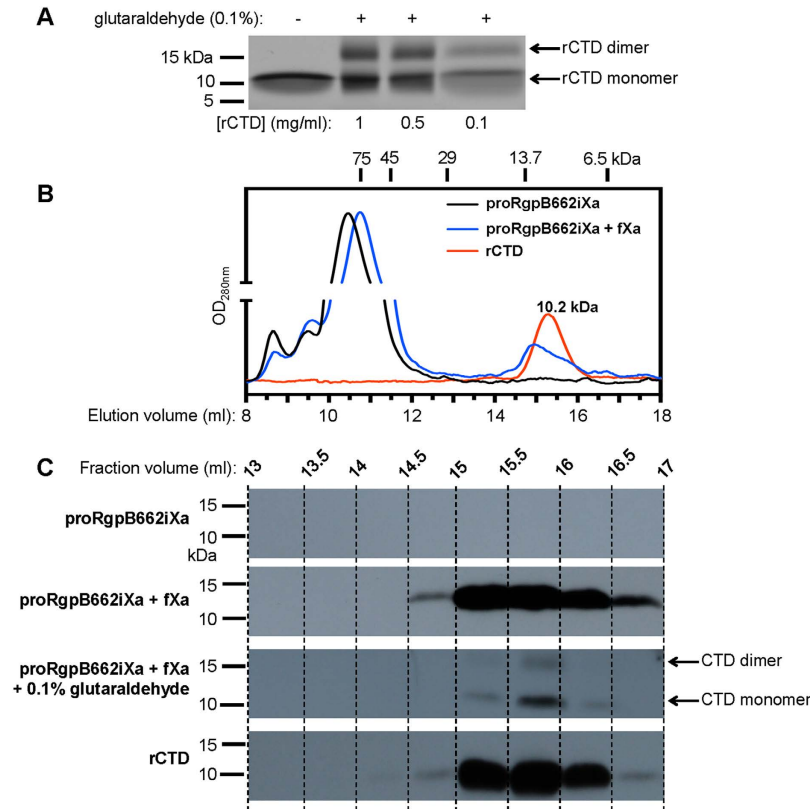 A
glutaraldehyde (0.1%): - + + +
15 kDa
10
5
rCTD dimer
rCTD monomer
[rCTD] (mg/ml): 1 0.5 0.1
B
75 45 29 13.7 6.5 kDa
proRgpB662iXa
proRgpB662iXa + fXa
rCTD
10.2 kDa
OD280nm
8 10 12 14 16 18
Elution volume (ml):
C
Fraction volume (ml): 13 13.5 14 14.5 15 15.5 16 16.5 17
proRgpB662iXa
15
10
kDa
proRgpB662iXa + fXa
15
10
proRgpB662iXa + fXa
+ 0.1% glutaraldehyde
15
10
CTD dimer
CTD monomer
rCTD
15
10